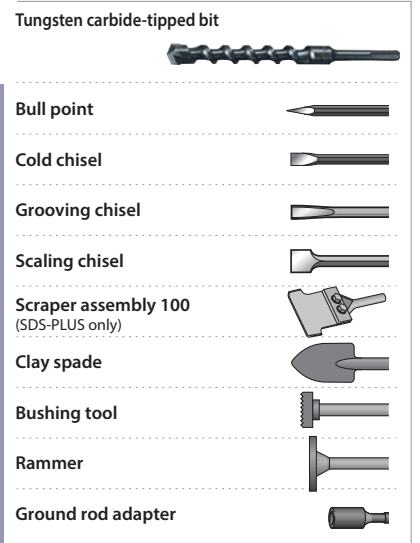 Tungsten carbide-tipped bit
Bull point
Cold chisel
Grooving chisel
Scaling chisel
Scraper assembly 100
(SDS-PLUS only)
Clay spade
Bushing tool
Rammer
Ground rod adapter